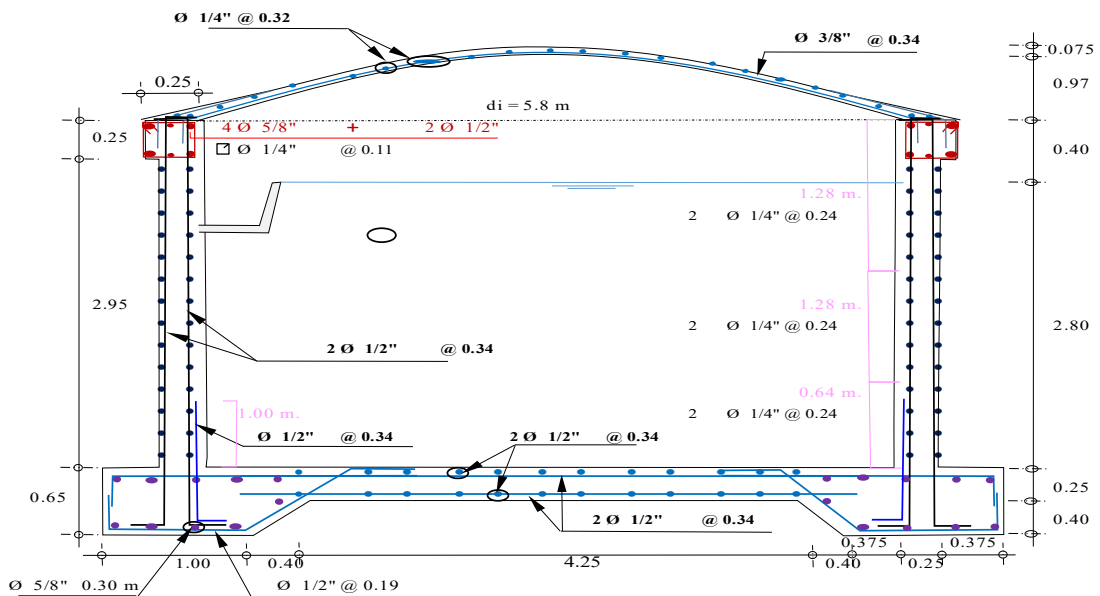 Ø 1/4" @ 0.32
Ø 3/8" @ 0.34
0.075
0.97
0.25
di = 5.8 m
0.25
4 Ø 5/8" + 2 Ø 1/2"
Ø 1/4" @ 0.11
0.40
1.28 m.
2 Ø 1/4" @ 0.24
2.95
1.28 m.
2 Ø 1/4" @ 0.24
2.80
2 Ø 1/2" @ 0.34
0.64 m.
1.00 m.
2 Ø 1/4" @ 0.24
Ø 1/2" @ 0.34
2 Ø 1/2" @ 0.34
0.65
0.25
2 Ø 1/2" @ 0.34
0.40
0.375
0.375
1.00
0.40
4.25
0.40
0.25
Ø 5/8" 0.30 m
Ø 1/2" @ 0.19